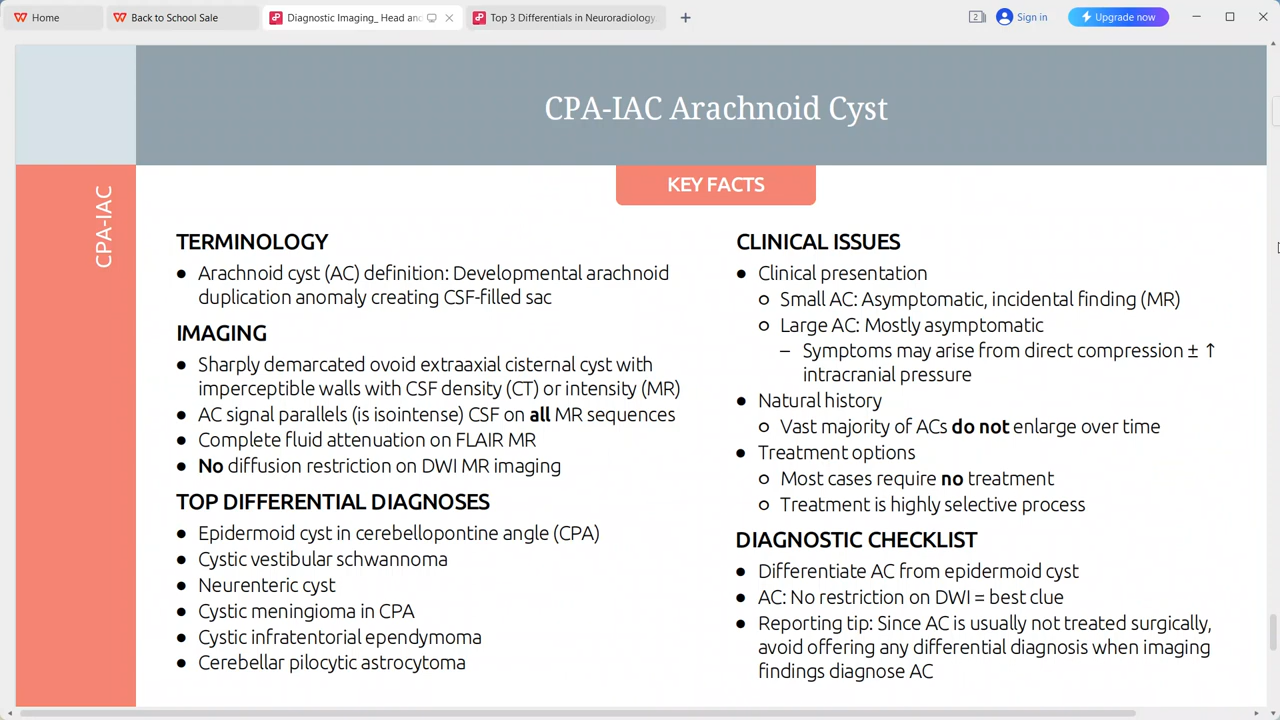 Home
Back to School Sale
Diagnostic Imaging_ Head an
Top 3 Differentials in Neuroradiology
+
2
Sign in
Upgrade now
CPA-IAC Arachnoid Cyst
CPA-IAC
KEY FACTS
TERMINOLOGY
● Arachnoid cyst (AC) definition: Developmental arachnoid
duplication anomaly creating CSF-filled sac
IMAGING
● Sharply demarcated ovoid extraaxial cisternal cyst with
imperceptible walls with CSF density (CT) or intensity (MR)
● AC signal parallels (is isointense) CSF on all MR sequences
● Complete fluid attenuation on FLAIR MR
● No diffusion restriction on DWI MR imaging
TOP DIFFERENTIAL DIAGNOSES
● Epidermoid cyst in cerebellopontine angle (CPA)
● Cystic vestibular schwannoma
● Neurenteric cyst
● Cystic meningioma in CPA
● Cystic infratentorial ependymoma
● Cerebellar pilocytic astrocytoma
CLINICAL ISSUES
● Clinical presentation
○ Small AC: Asymptomatic, incidental finding (MR)
○ Large AC: Mostly asymptomatic
– Symptoms may arise from direct compression ± ↑
intracranial pressure
● Natural history
○ Vast majority of ACs do not enlarge over time
● Treatment options
○ Most cases require no treatment
○ Treatment is highly selective process
DIAGNOSTIC CHECKLIST
● Differentiate AC from epidermoid cyst
● AC: No restriction on DWI = best clue
● Reporting tip: Since AC is usually not treated surgically,
avoid offering any differential diagnosis when imaging
findings diagnose AC